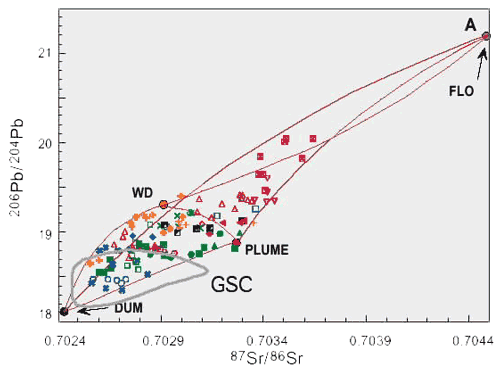 A
FLO
WD
PLUME
GSC
DUM
21
20
19
18
206Pb/204Pb
0.7024 0.7029 0.7034 0.7039 0.7044
87Sr/86Sr